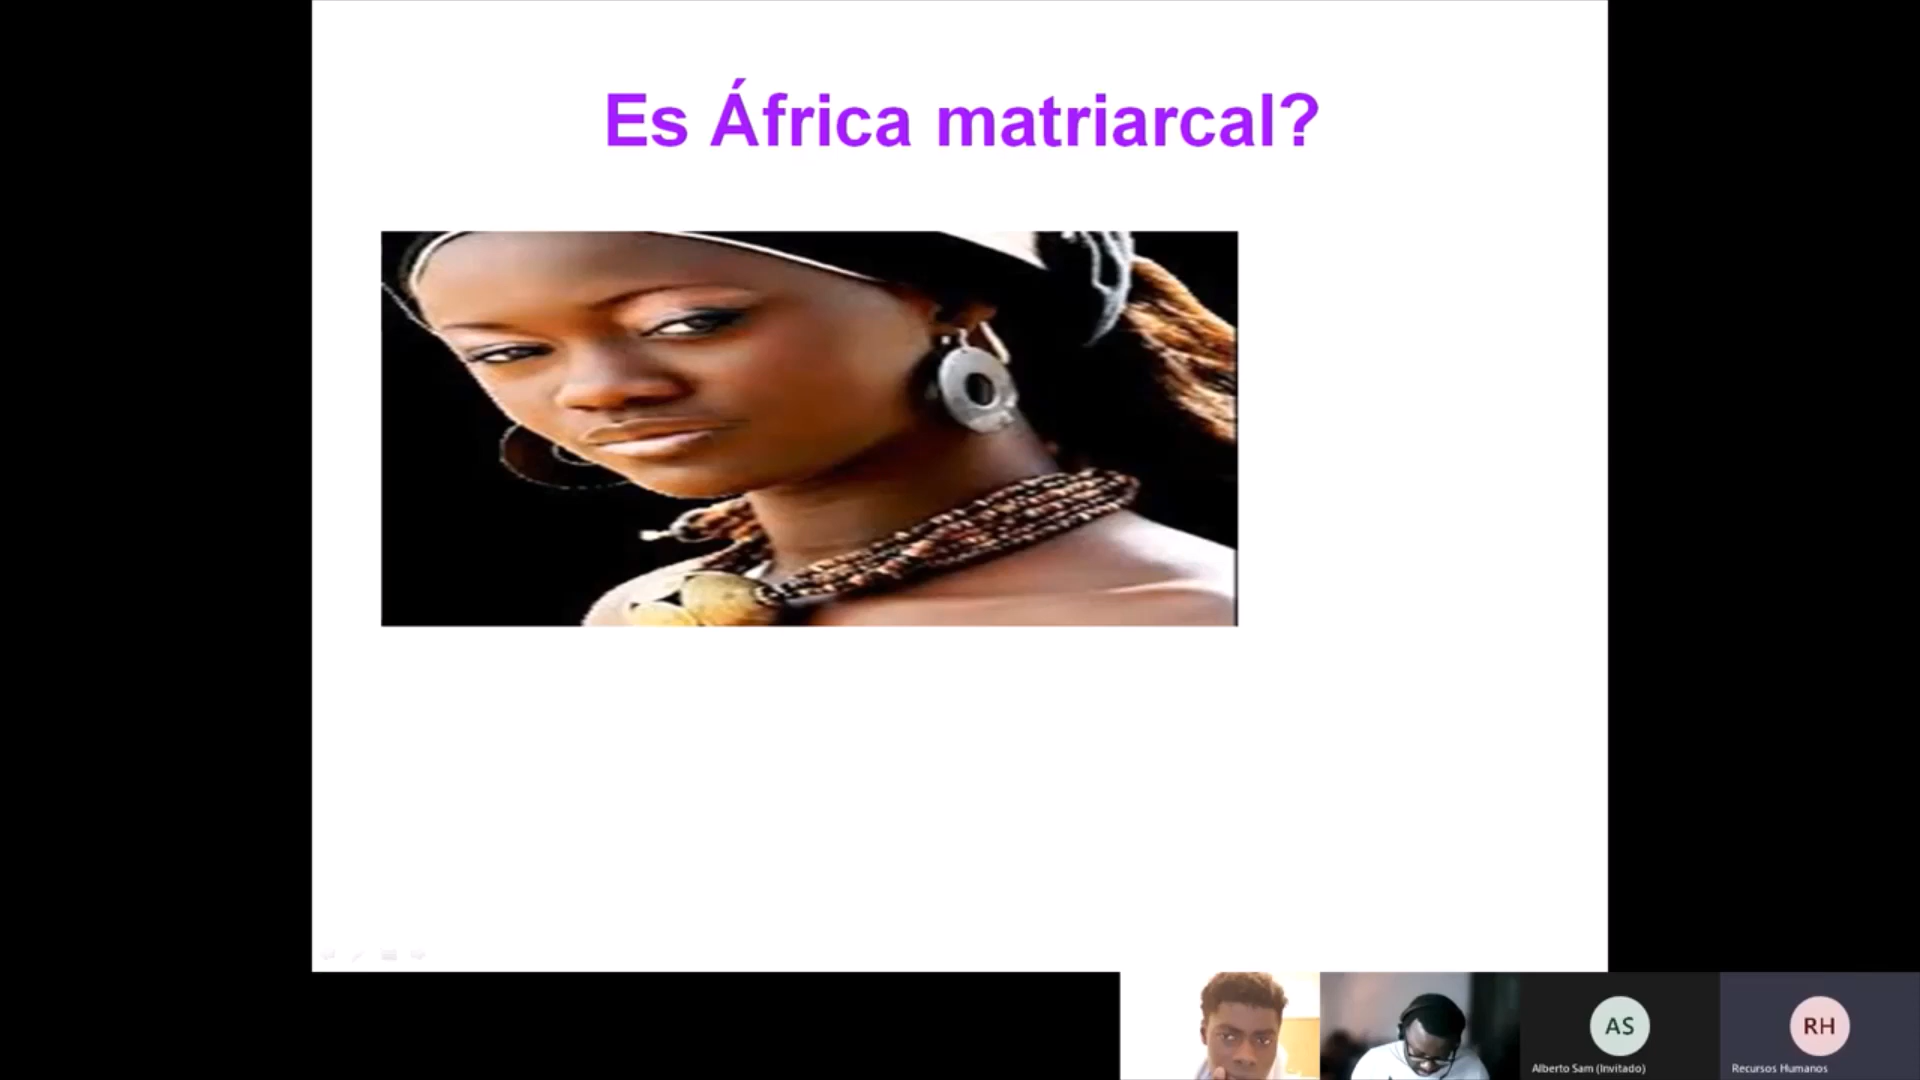 Es África matriarcal?
AS
Alberto Sam (Invitado)
RH
Recursos Humanos